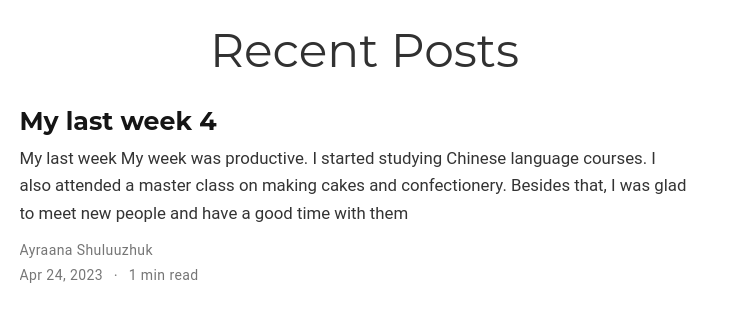 Recent Posts
My last week 4
My last week My week was productive. I started studying Chinese language courses. I
also attended a master class on making cakes and confectionery. Besides that, I was glad
to meet new people and have a good time with them
Ayraana Shuluuzhuk
Apr 24, 2023 · 1 min read